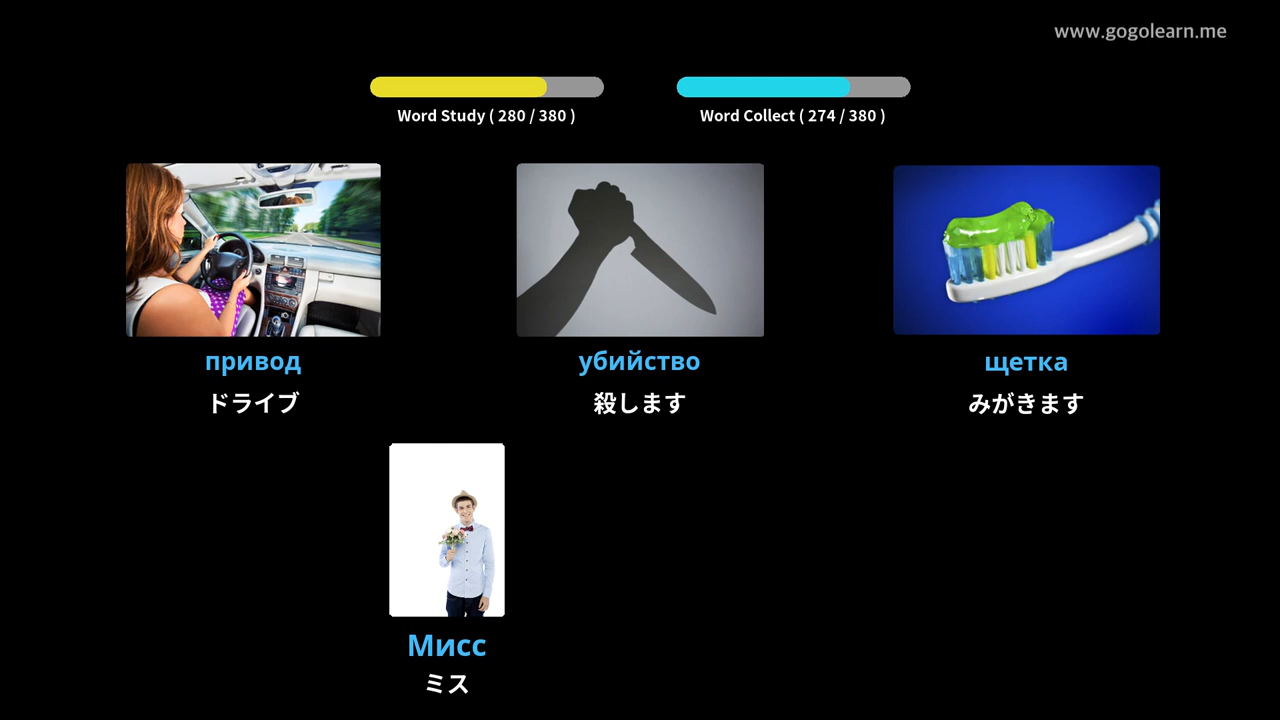 www.gogolearn.me
Word Study ( 280 / 380 )
Word Collect ( 274 / 380 )
привод
убийство
щетка
ドライブ
殺します
みがきます
Мисс
ミス